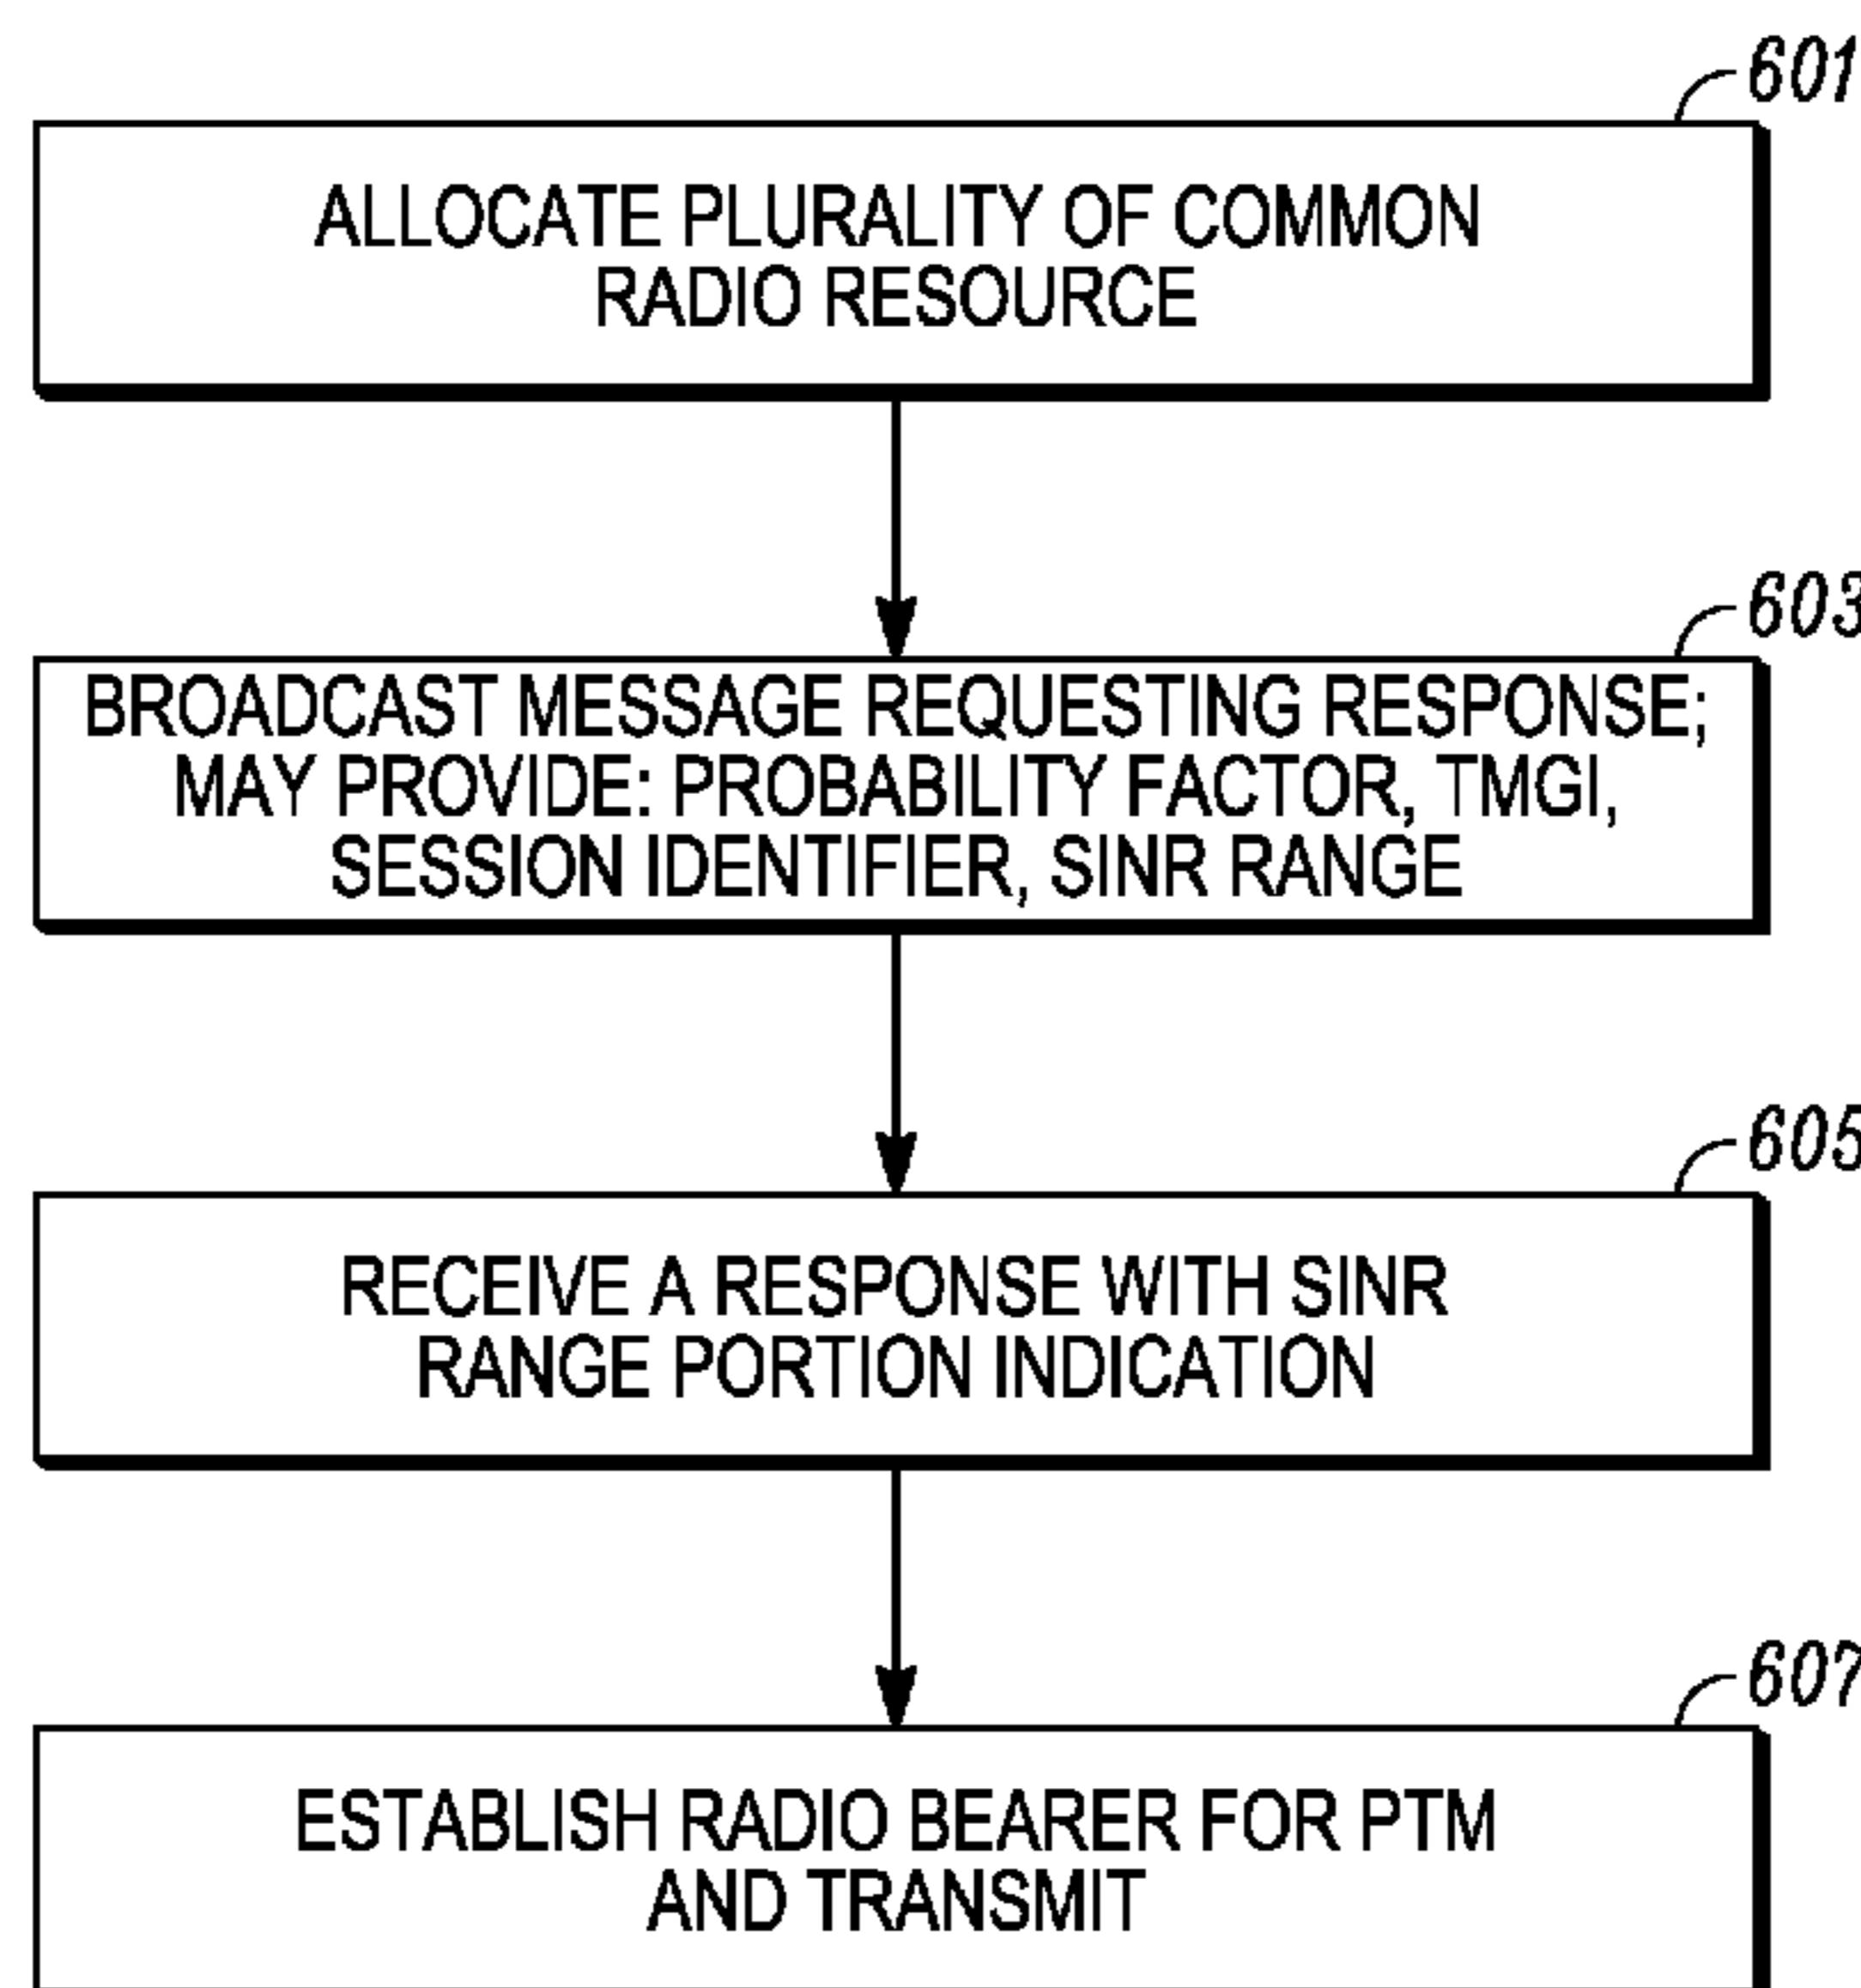 601
ALLOCATE PLURALITY OF COMMON
RADIO RESOURCE
603
BROADCAST MESSAGE REQUESTING RESPONSE;
MAY PROVIDE: PROBABILITY FACTOR, TMGI,
SESSION IDENTIFIER, SINR RANGE
605
RECEIVE A RESPONSE WITH SINR
RANGE PORTION INDICATION
607
ESTABLISH RADIO BEARER FOR PTM
AND TRANSMIT